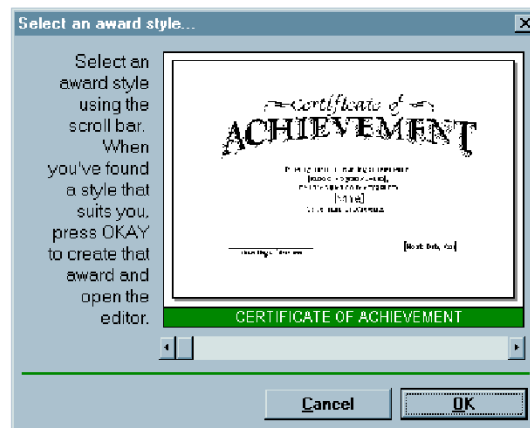 Select an award style...
Select an
award style
using the
scroll bar.
When
you've found
a style that
suits you,
press OKAY
to create that
award and
open the
editor.
Certificate of
ACHIEVEMENT
CERTIFICATE OF ACHIEVEMENT
Cancel
OK